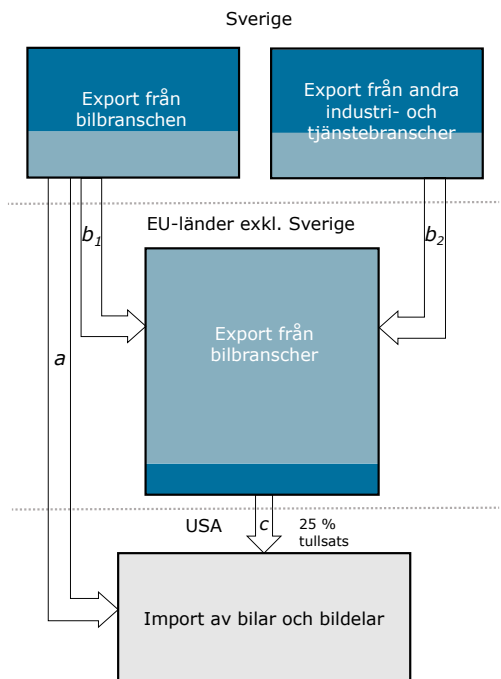 Sverige
Export från
bilbranschen
Export från andra
industri- och
tjänstebranscher
EU-länder exkl. Sverige
b1
b2
Export från
bilbranscher
a
USA
c
25 %
tullsats
Import av bilar och bildelar